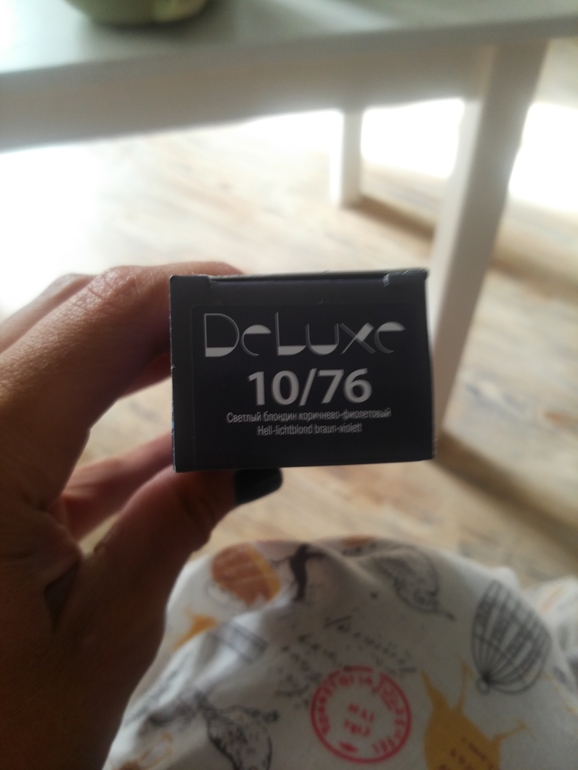 DeLuxe
10/76
Светлый блондин коричнево-фиолетовый
Hell-lichtblond braun-violett